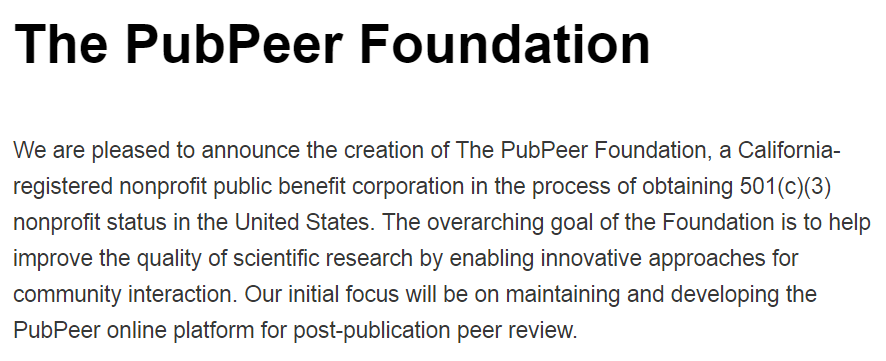 The PubPeer Foundation
We are pleased to announce the creation of The PubPeer Foundation, a California-
registered nonprofit public benefit corporation in the process of obtaining 501(c)(3)
nonprofit status in the United States. The overarching goal of the Foundation is to help
improve the quality of scientific research by enabling innovative approaches for
community interaction. Our initial focus will be on maintaining and developing the
PubPeer online platform for post-publication peer review.